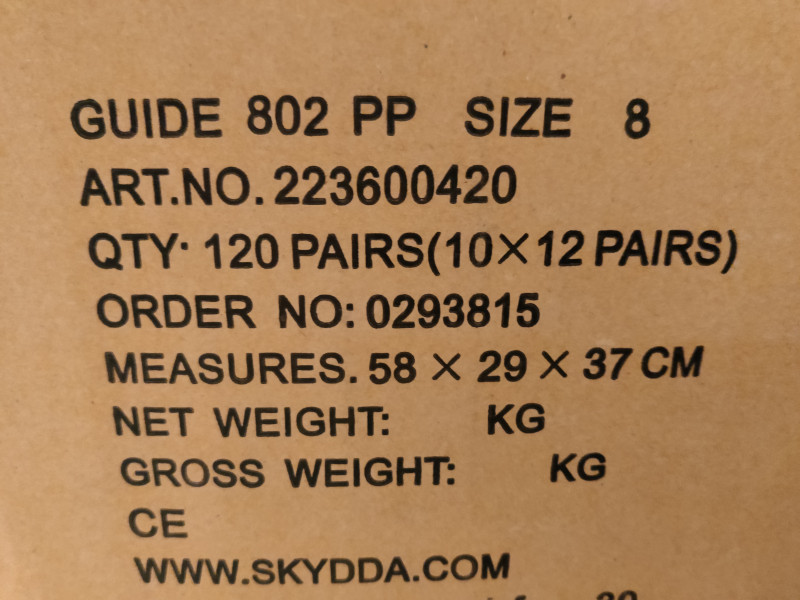 GUIDE 802 PP SIZE 8
ART.NO. 223600420
QTY· 120 PAIRS(10×12 PAIRS)
ORDER NO: 0293815
MEASURES. 58 × 29 × 37 CM
NET WEIGHT: KG
GROSS WEIGHT: KG
CE
WWW.SKYDDA.COM